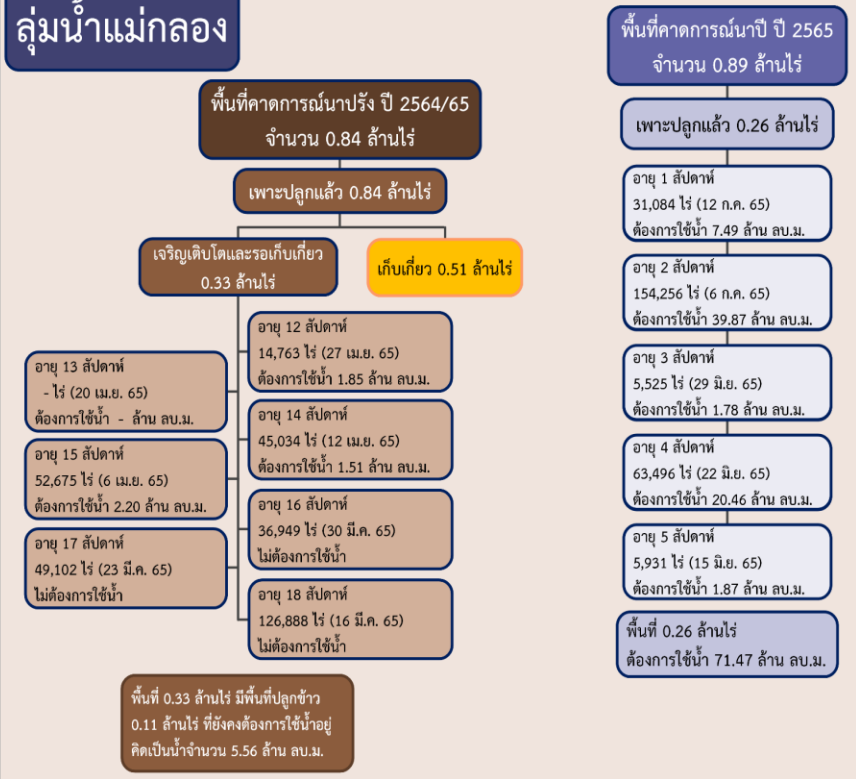 ลุ่มน้ำแม่กลอง
พื้นที่คาดการณ์นาปรัง ปี 2564/65
จำนวน 0.84 ล้านไร่
เพาะปลูกแล้ว 0.84 ล้านไร่
เจริญเติบโตและรอเก็บเกี่ยว
0.33 ล้านไร่
เก็บเกี่ยว 0.51 ล้านไร่
อายุ 12 สัปดาห์
14,763 ไร่ (27 เม.ย. 65)
ต้องการใช้น้ำ 1.85 ล้าน ลบ.ม.
อายุ 13 สัปดาห์
- ไร่ (20 เม.ย. 65)
ต้องการใช้น้ำ - ล้าน ลบ.ม.
อายุ 14 สัปดาห์
45,034 ไร่ (12 เม.ย. 65)
ต้องการใช้น้ำ 1.51 ล้าน ลบ.ม.
อายุ 15 สัปดาห์
52,675 ไร่ (6 เม.ย. 65)
ต้องการใช้น้ำ 2.20 ล้าน ลบ.ม.
อายุ 16 สัปดาห์
36,949 ไร่ (30 มี.ค. 65)
ไม่ต้องการใช้น้ำ
อายุ 17 สัปดาห์
49,102 ไร่ (23 มี.ค. 65)
ไม่ต้องการใช้น้ำ
อายุ 18 สัปดาห์
126,888 ไร่ (16 มี.ค. 65)
ไม่ต้องการใช้น้ำ
พื้นที่ 0.33 ล้านไร่ มีพื้นที่ปลูกข้าว
0.11 ล้านไร่ ที่ยังคงต้องการใช้น้ำอยู่
คิดเป็นน้ำจำนวน 5.56 ล้าน ลบ.ม.
พื้นที่คาดการณ์นาปี ปี 2565
จำนวน 0.89 ล้านไร่
เพาะปลูกแล้ว 0.26 ล้านไร่
อายุ 1 สัปดาห์
31,084 ไร่ (12 ก.ค. 65)
ต้องการใช้น้ำ 7.49 ล้าน ลบ.ม.
อายุ 2 สัปดาห์
154,256 ไร่ (6 ก.ค. 65)
ต้องการใช้น้ำ 39.87 ล้าน ลบ.ม.
อายุ 3 สัปดาห์
5,525 ไร่ (29 มิ.ย. 65)
ต้องการใช้น้ำ 1.78 ล้าน ลบ.ม.
อายุ 4 สัปดาห์
63,496 ไร่ (22 มิ.ย. 65)
ต้องการใช้น้ำ 20.46 ล้าน ลบ.ม.
อายุ 5 สัปดาห์
5,931 ไร่ (15 มิ.ย. 65)
ต้องการใช้น้ำ 1.87 ล้าน ลบ.ม.
พื้นที่ 0.26 ล้านไร่
ต้องการใช้น้ำ 71.47 ล้าน ลบ.ม.